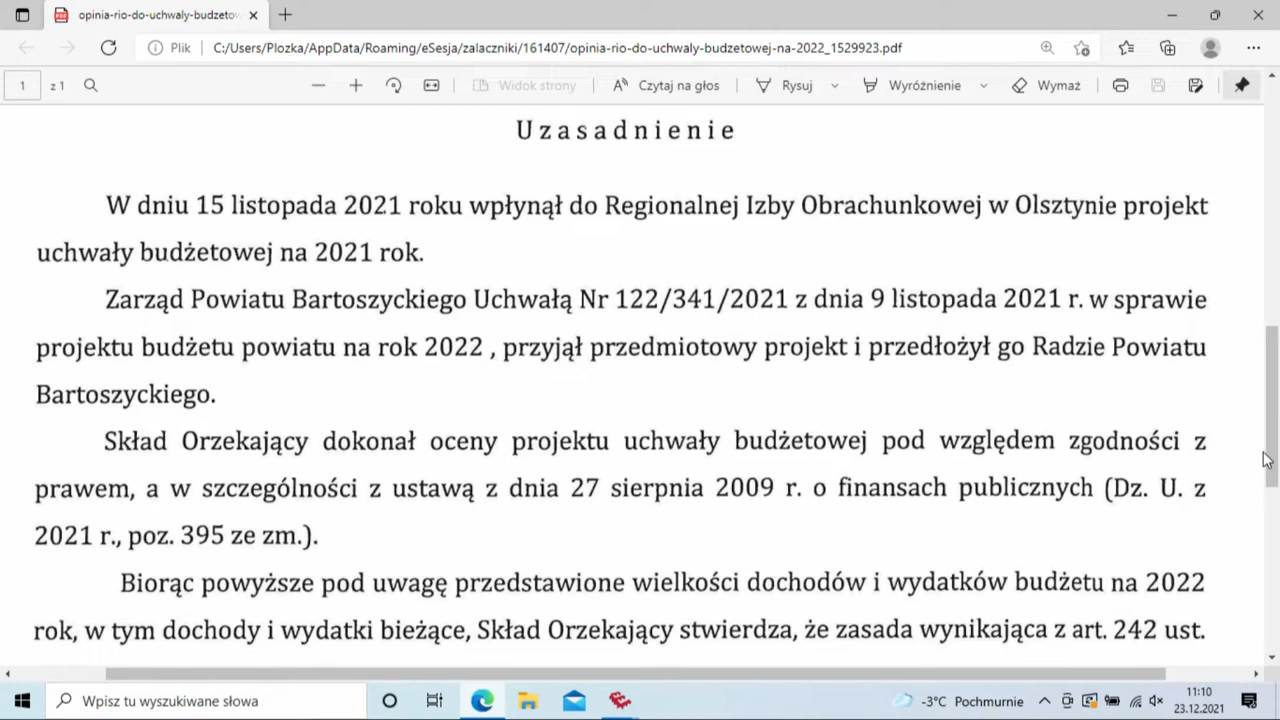 opinia-rio-do-uchwaly-budzetow
Plik C:/Users/Plozka/AppData/Roaming/eSesja/zalaczniki/161407/opinia-rio-do-uchwaly-budzetowej-na-2022_1529923.pdf
1 z 1 Widok strony Czytaj na głos Rysuj Wyróżnienie Wymaż
Uzasadnienie
W dniu 15 listopada 2021 roku wpłynął do Regionalnej Izby Obrachunkowej w Olsztynie projekt
uchwały budżetowej na 2021 rok.
Zarząd Powiatu Bartoszyckiego Uchwałą Nr 122/341/2021 z dnia 9 listopada 2021 r. w sprawie
projektu budżetu powiatu na rok 2022 , przyjął przedmiotowy projekt i przedłożył go Radzie Powiatu
Bartoszyckiego.
Skład Orzekający dokonał oceny projektu uchwały budżetowej pod względem zgodności z
prawem, a w szczególności z ustawą z dnia 27 sierpnia 2009 r. o finansach publicznych (Dz. U. z
2021 r., poz. 395 ze zm.).
Biorąc powyższe pod uwagę przedstawione wielkości dochodów i wydatków budżetu na 2022
rok, w tym dochody i wydatki bieżące, Skład Orzekający stwierdza, że zasada wynikająca z art. 242 ust.
Wpisz tu wyszukiwane słowa -3°C Pochmurnie 11:10
23.12.2021